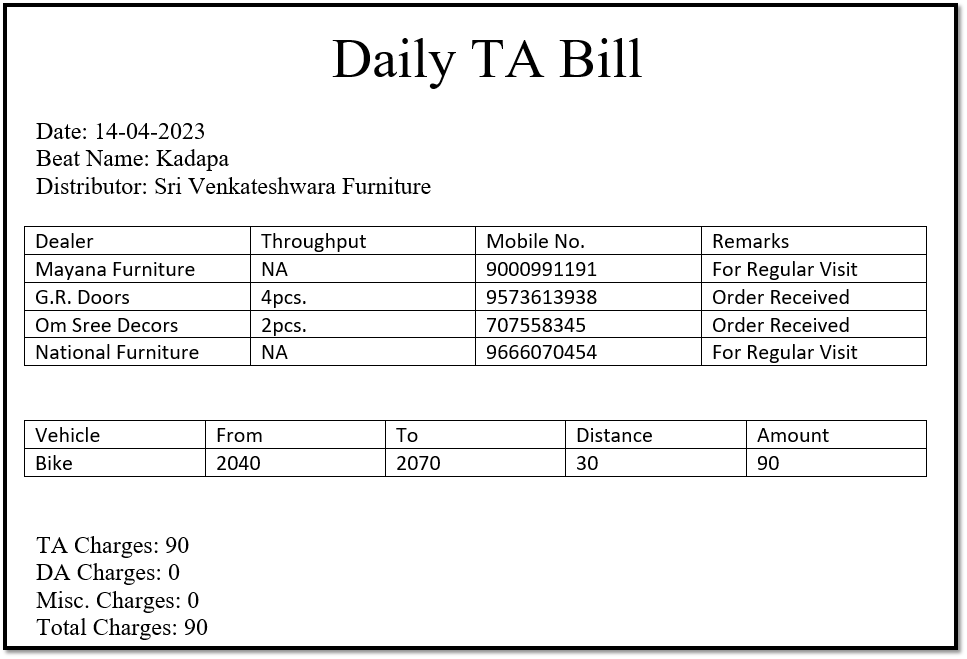 Daily TA Bill
Date: 14-04-2023
Beat Name: Kadapa
Distributor: Sri Venkateshwara Furniture
Dealer Throughput Mobile No. Remarks
Mayana Furniture NA 9000991191 For Regular Visit
G.R. Doors 4pcs. 9573613938 Order Received
Om Sree Decors 2pcs. 707558345 Order Received
National Furniture NA 9666070454 For Regular Visit
Vehicle From To Distance Amount
Bike 2040 2070 30 90
TA Charges: 90
DA Charges: 0
Misc. Charges: 0
Total Charges: 90